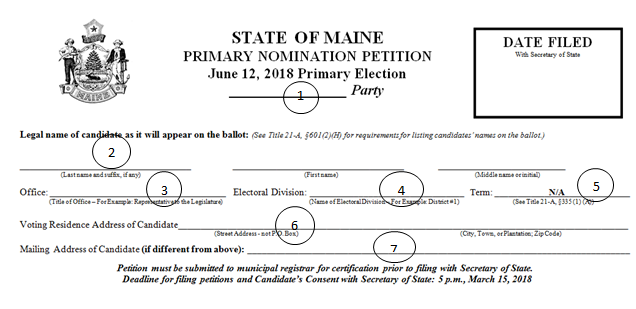 STATE OF MAINE
PRIMARY NOMINATION PETITION
June 12, 2018 Primary Election
1 Party
DATE FILED
With Secretary of State
MAINE
Legal name of candidate as it will appear on the ballot: (See Title 21-A, §601(2)(H) for requirements for listing candidates' names on the ballot.)
2
(Last name and suffix, if any) (First name) (Middle name or initial)
Office: 3 Electoral Division: 4 Term: N/A 5
(Title of Office – For Example: Representative to the Legislature) (Name of Electoral Division – For Example: District #1) (See Title 21-A, §335(1)(A))
Voting Residence Address of Candidate 6
(Street Address - not P.O. Box) (City, Town, or Plantation; Zip Code)
Mailing Address of Candidate (if different from above): 7
Petition must be submitted to municipal registrar for certification prior to filing with Secretary of State.
Deadline for filing petitions and Candidate's Consent with Secretary of State: 5 p.m., March 15, 2018